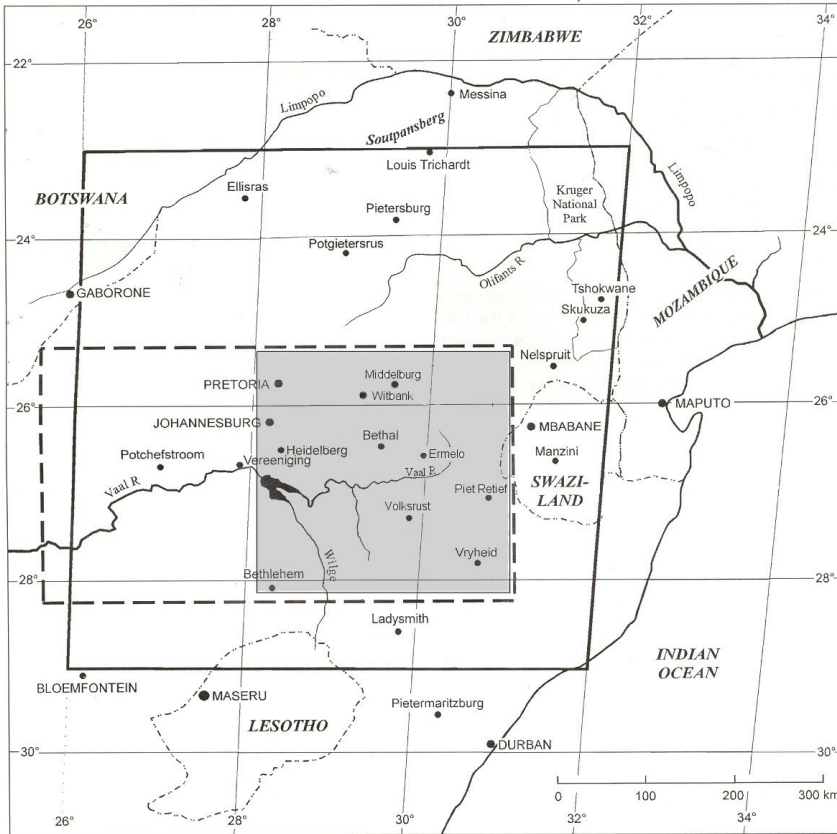 26°
30°
32°
34°
ZIMBABWE
22°
22°
Messina
Limpopo
Soutpansberg
Louis Trichardt
Limpopo
Ellisras
BOTSWANA
Kruger
National
Park
Pietersburg
24°
24°
Potgietersrus
Olifants R
MOZAMBIQUE
GABORONE
Tshokwane
Skukuza
Nelspruit
Middelburg
PRETORIA
Witbank
26°
26°
MAPUTO
JOHANNESBURG
MBABANE
Bethal
Heidelberg
Ermelo
Potchefstroom
Vereeniging
Manzini
Vaal R
Vaal R
SWAZI-
LAND
Piet Retief
Volksrust
Wilge
Vryheid
28°
28°
Bethlehem
Ladysmith
INDIAN
OCEAN
BLOEMFONTEIN
MASERU
LESOTHO
Pietermaritzburg
DURBAN
30°
30°
0 100 200 300 km
26°
28°
30°
32°
34°